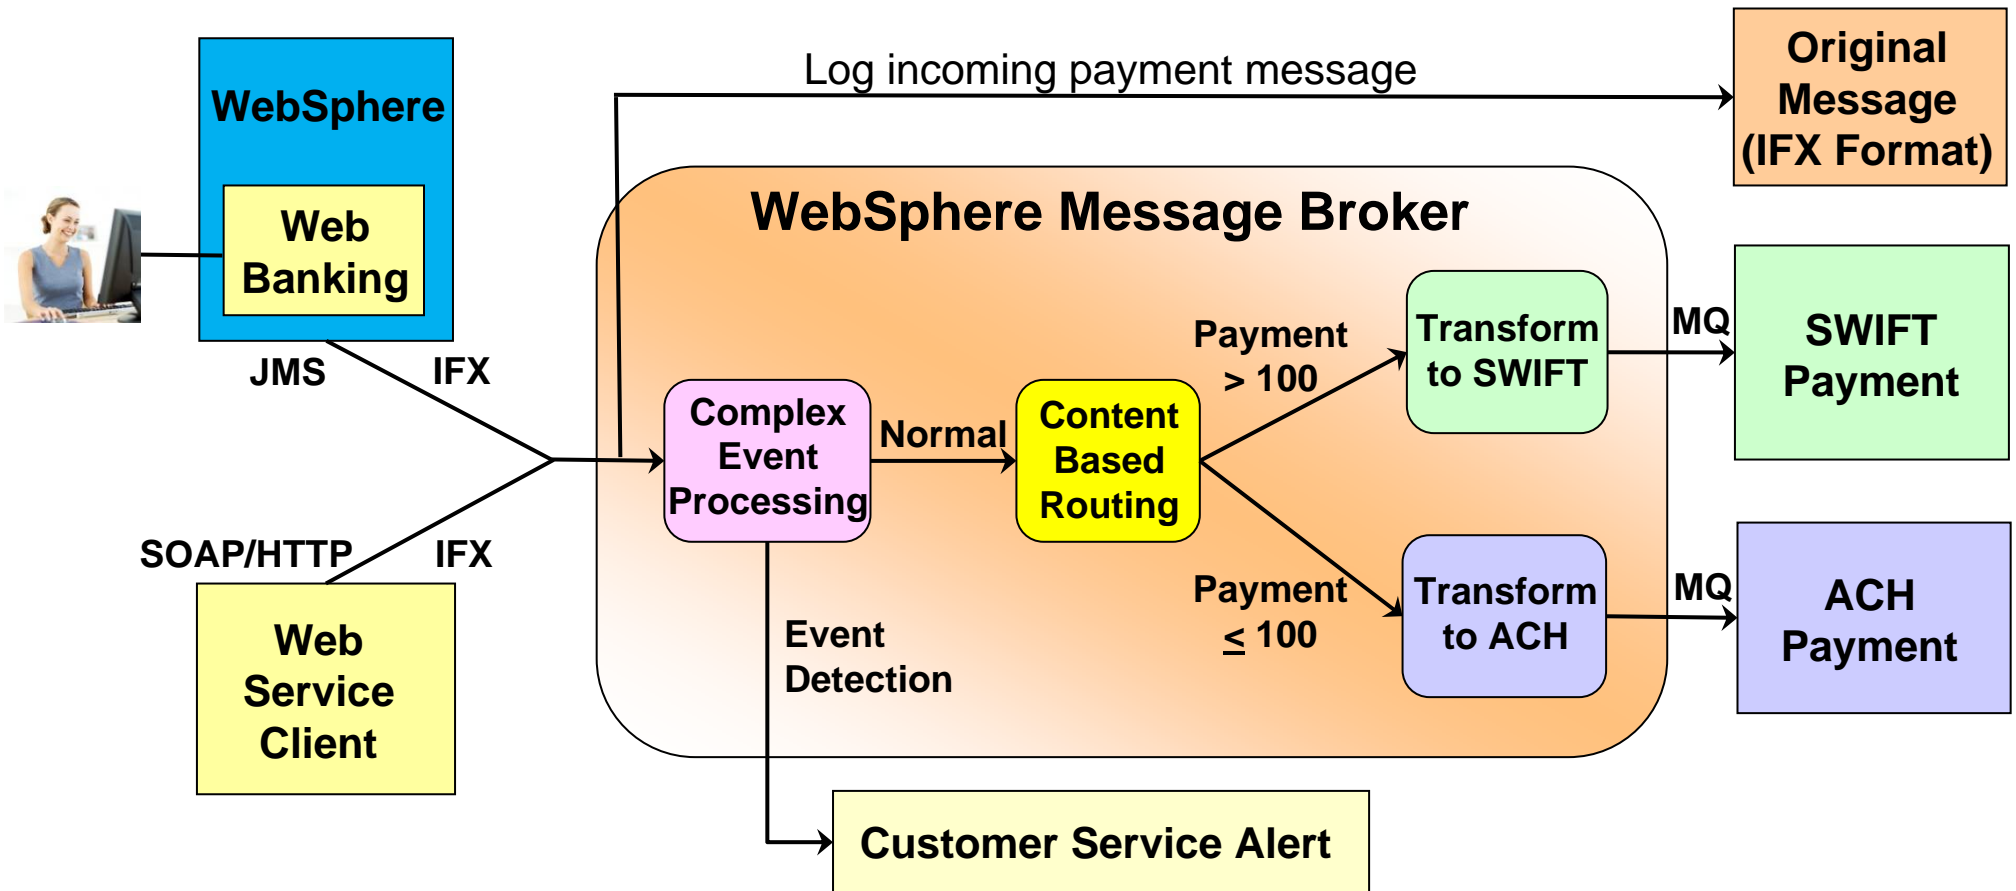 WebSphere
Web
Banking
JMS
IFX
SOAP/HTTP
IFX
Web
Service
Client
Log incoming payment message
Original
Message
(IFX Format)
WebSphere Message Broker
Complex
Event
Processing
Normal
Content
Based
Routing
Payment
> 100
Transform
to SWIFT
MQ
SWIFT
Payment
Payment
≤ 100
Transform
to ACH
MQ
ACH
Payment
Event
Detection
Customer Service Alert